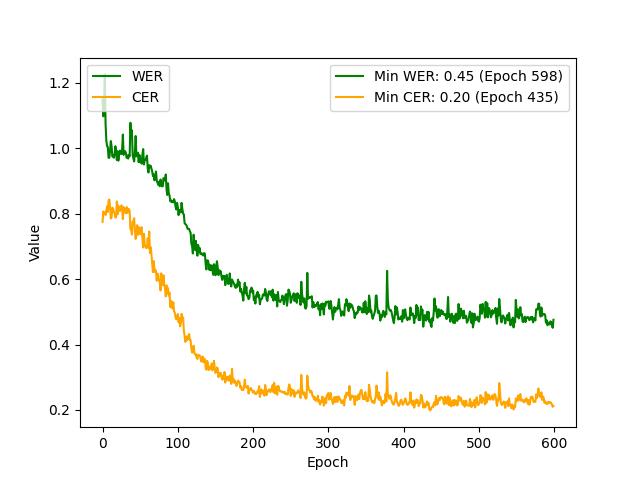 WER
CER
Min WER: 0.45 (Epoch 598)
Min CER: 0.20 (Epoch 435)
1.2
1.0
0.8
0.6
0.4
0.2
Value
0 100 200 300 400 500 600
Epoch